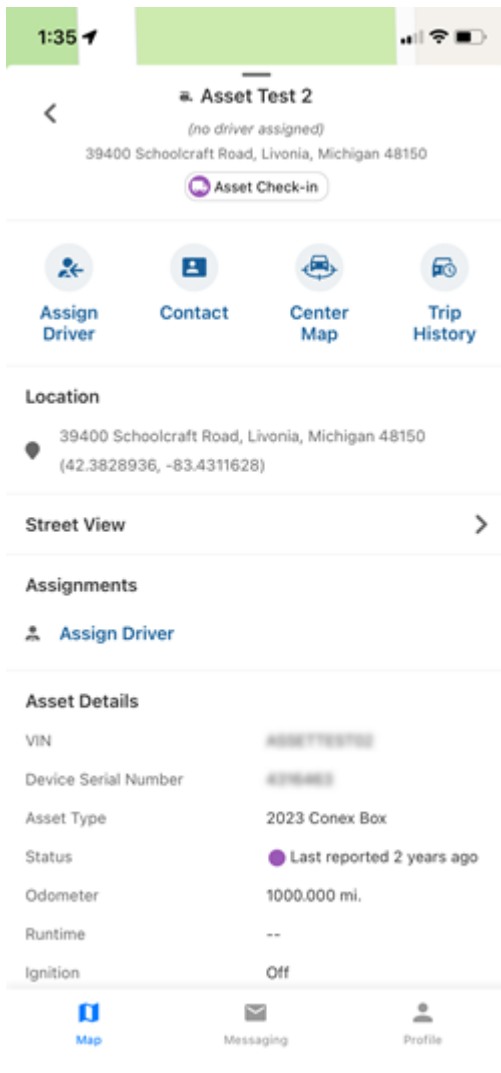 1:35
Asset Test 2
(no driver assigned)
39400 Schoolcraft Road, Livonia, Michigan 48150
Asset Check-in
Assign Driver
Contact
Center Map
Trip History
Location
39400 Schoolcraft Road, Livonia, Michigan 48150
(42.3828936, -83.4311628)
Street View
Assignments
Assign Driver
Asset Details
VIN
Device Serial Number
Asset Type 2023 Conex Box
Status Last reported 2 years ago
Odometer 1000.000 mi.
Runtime --
Ignition Off
Map Messaging Profile